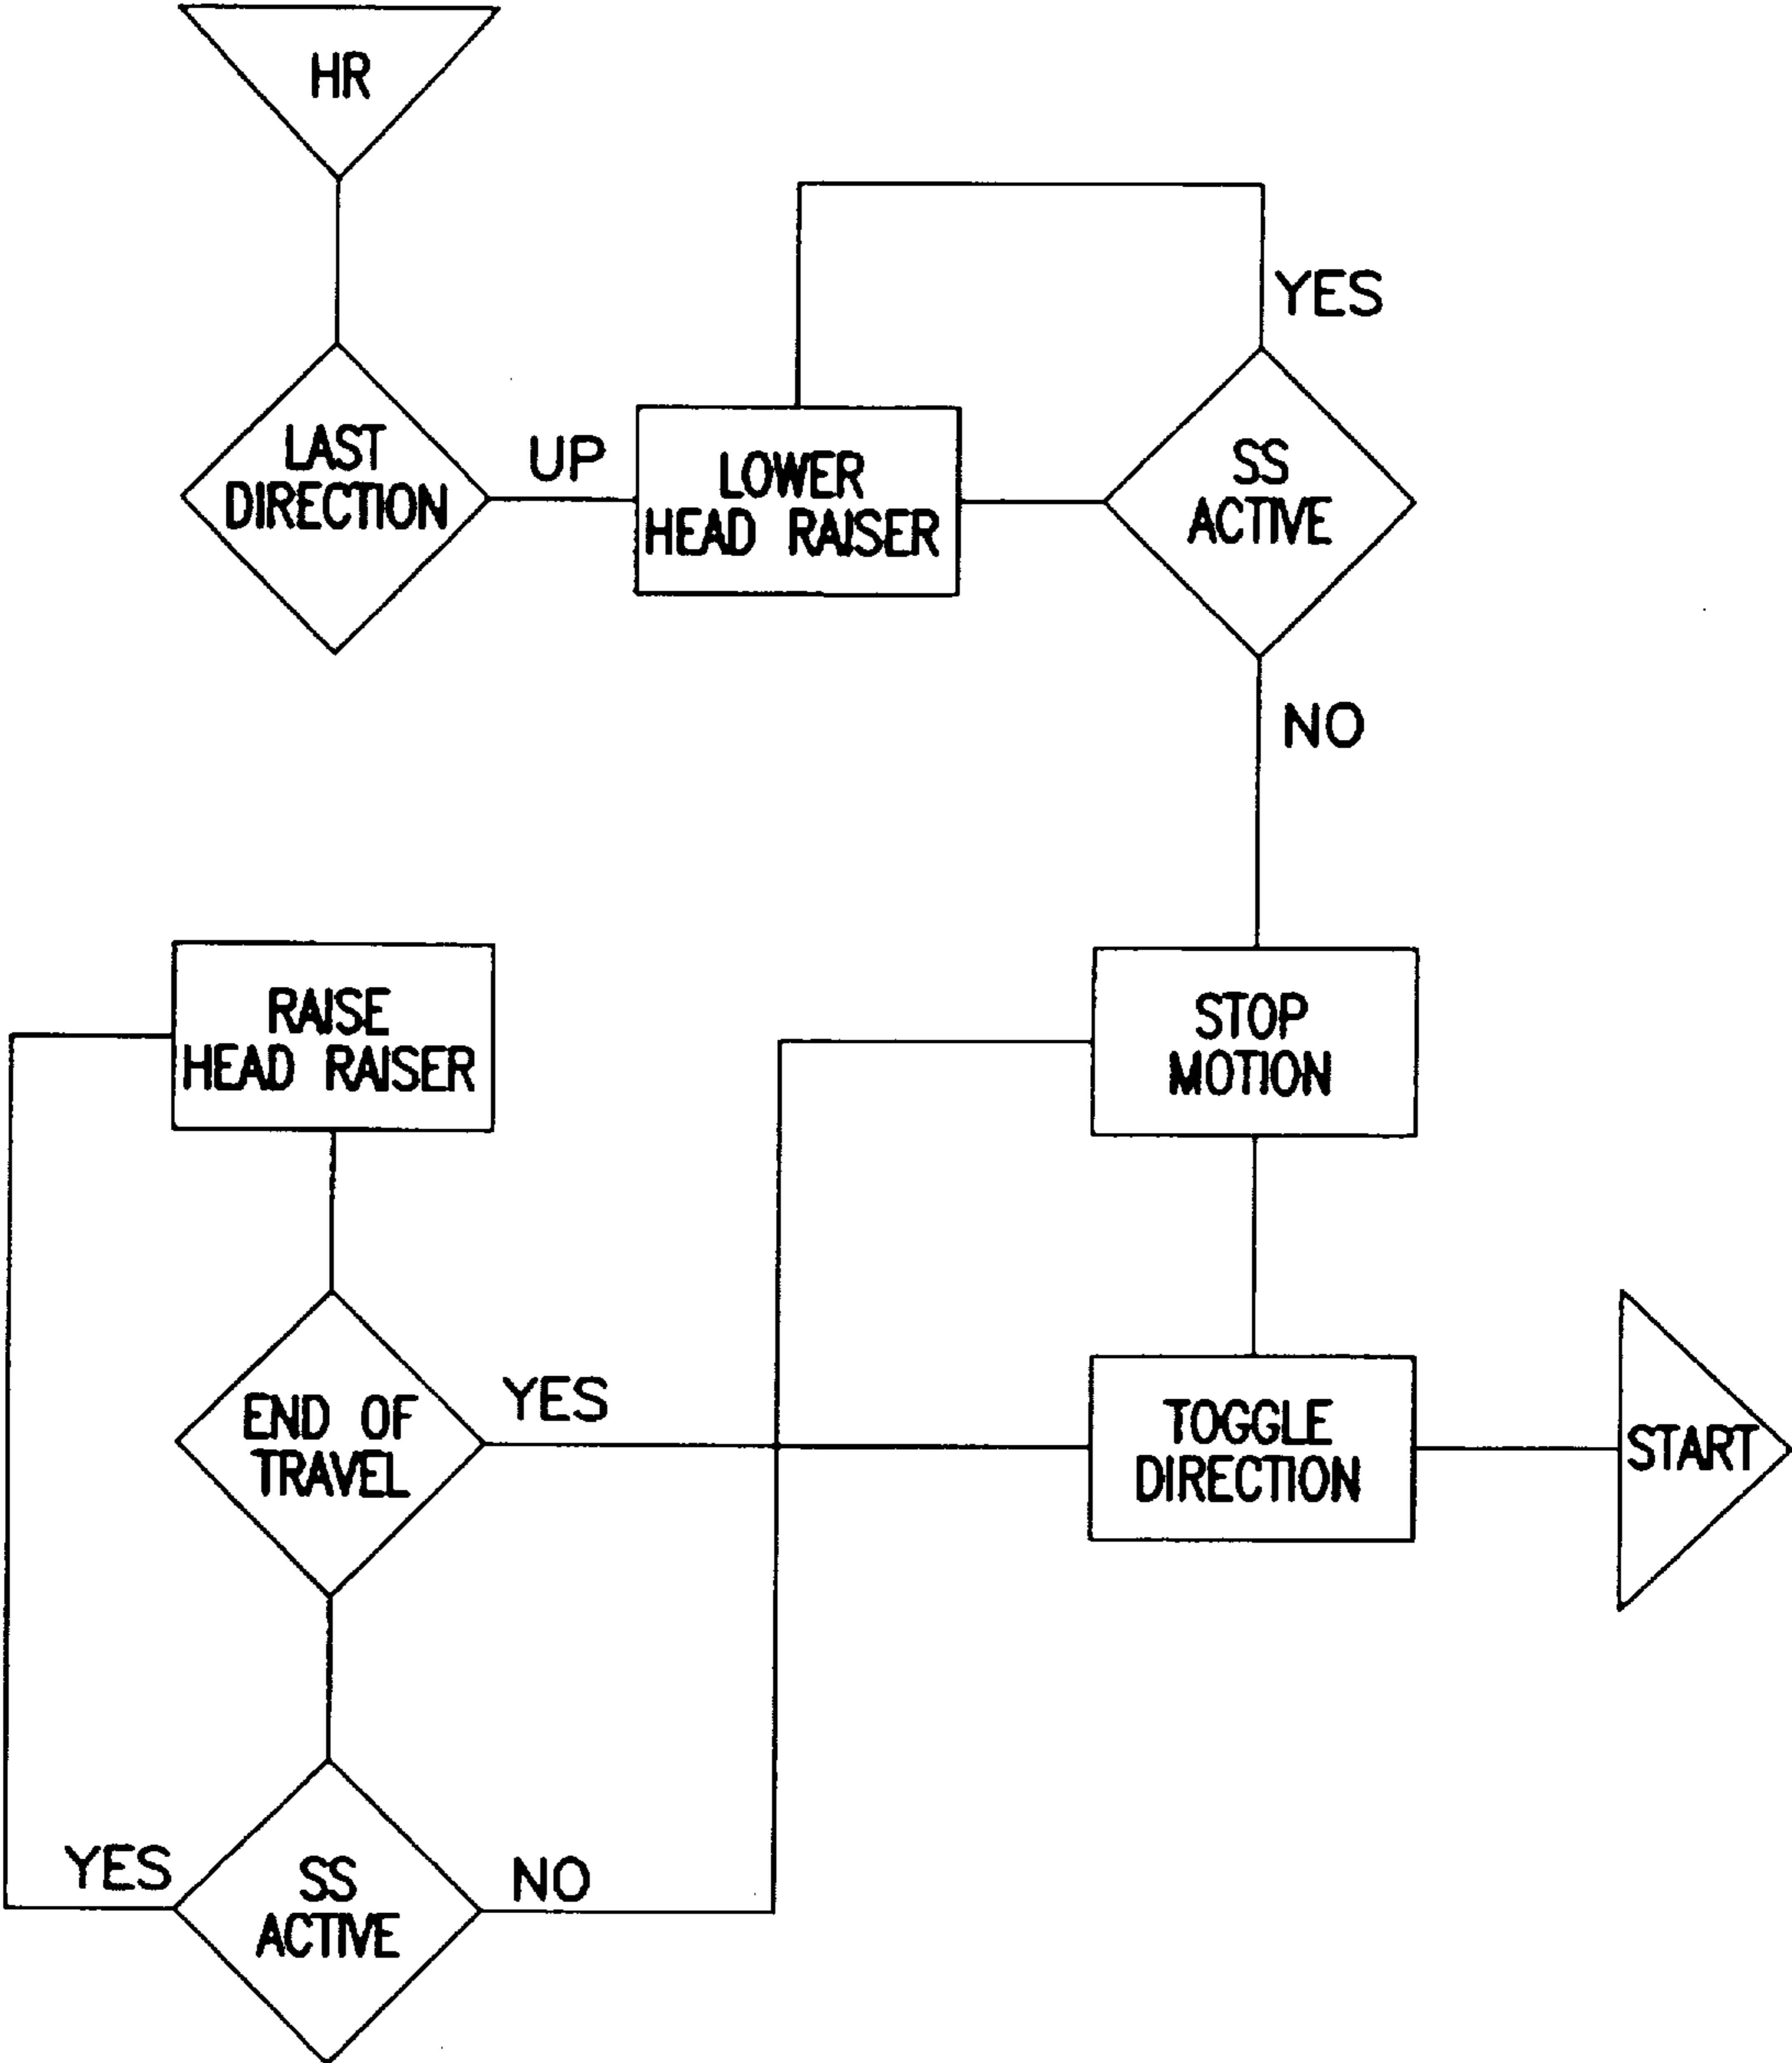 HR
YES
LAST
DIRECTION
UP
LOWER
HEAD RAISER
SS
ACTIVE
NO
RAISE
HEAD RAISER
STOP
MOTION
END OF
TRAVEL
YES
TOGGLE
DIRECTION
START
YES
SS
ACTIVE
NO